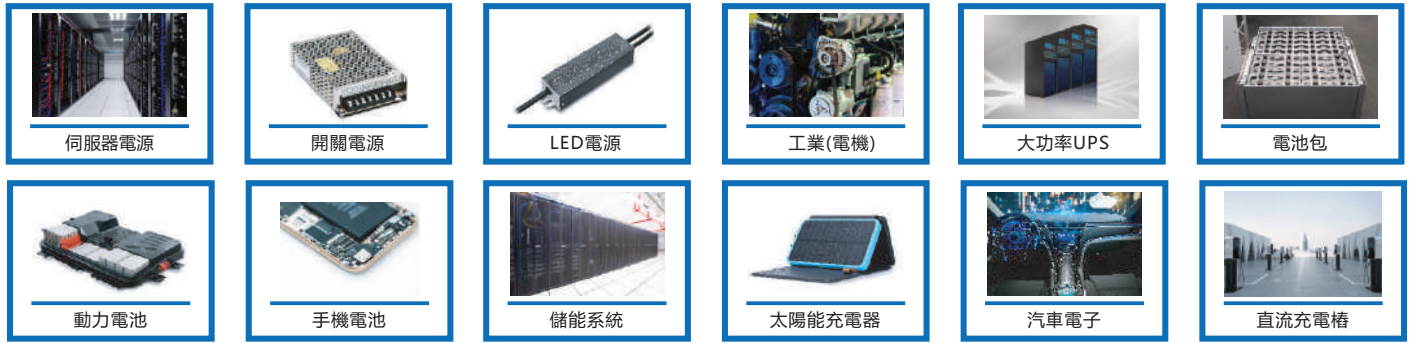 伺服器電源
開關電源
LED電源
工業(電機)
大功率UPS
電池包
動力電池
手機電池
儲能系統
太陽能充電器
汽車電子
直流充電樁